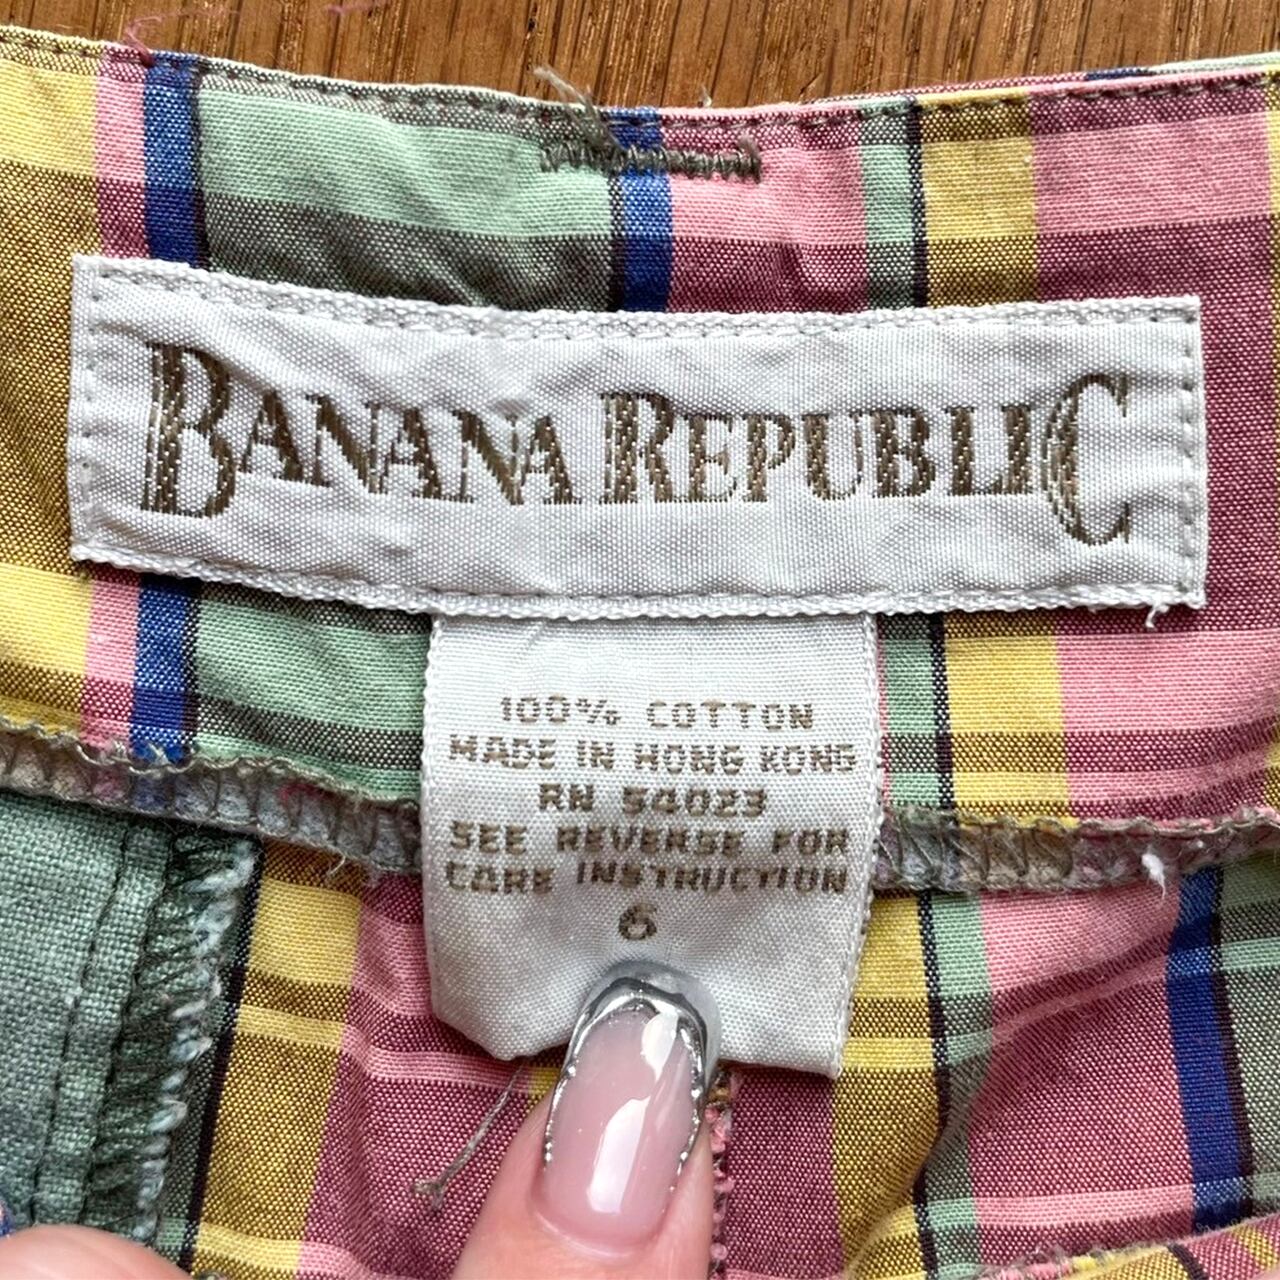 BANANA REPUBLIC
100% COTTON
MADE IN HONG KONG
RN 54023
SEE REVERSE FOR
CARE INSTRUCTION
6